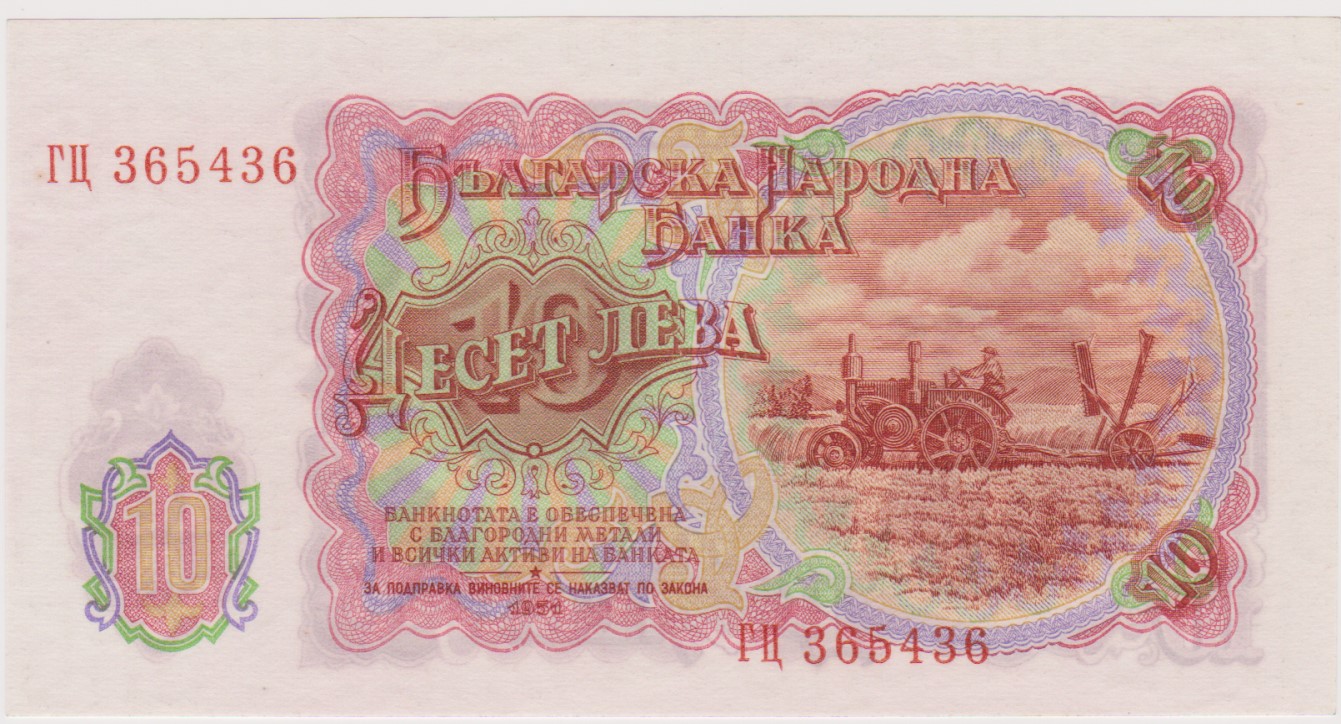 ГЦ 365436
БЪЛГАРСКА НАРОДНА
БАНКА
10
10
ДЕСЕТ ЛЕВА
10
БАНКНОТАТА Е ОБЕЗПЕЧЕНА
С БЛАГОРОДНИ МЕТАЛИ
И ВСИЧКИ АКТИВИ НА БАНКАТА
ЗА ПОДПРАВКА ВИНОВНИТЕ СЕ НАКАЗВАТ ПО ЗАКОНА
1951
10
ГЦ 365436